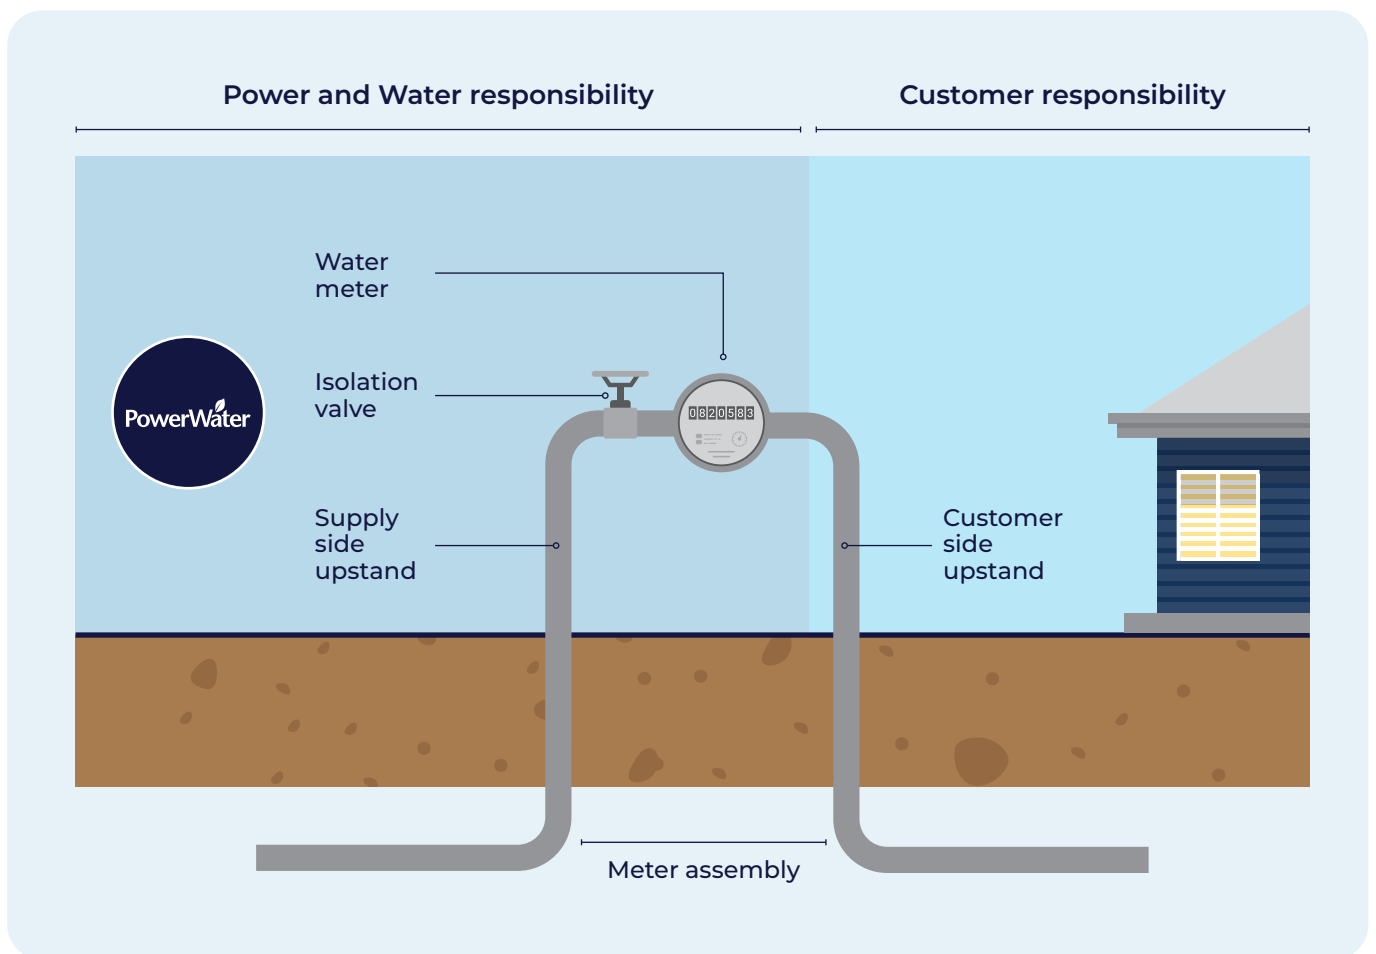 Power and Water responsibility
Customer responsibility
Water
meter
Isolation
valve
PowerWater
0820583
Supply
side
upstand
Customer
side
upstand
Meter assembly